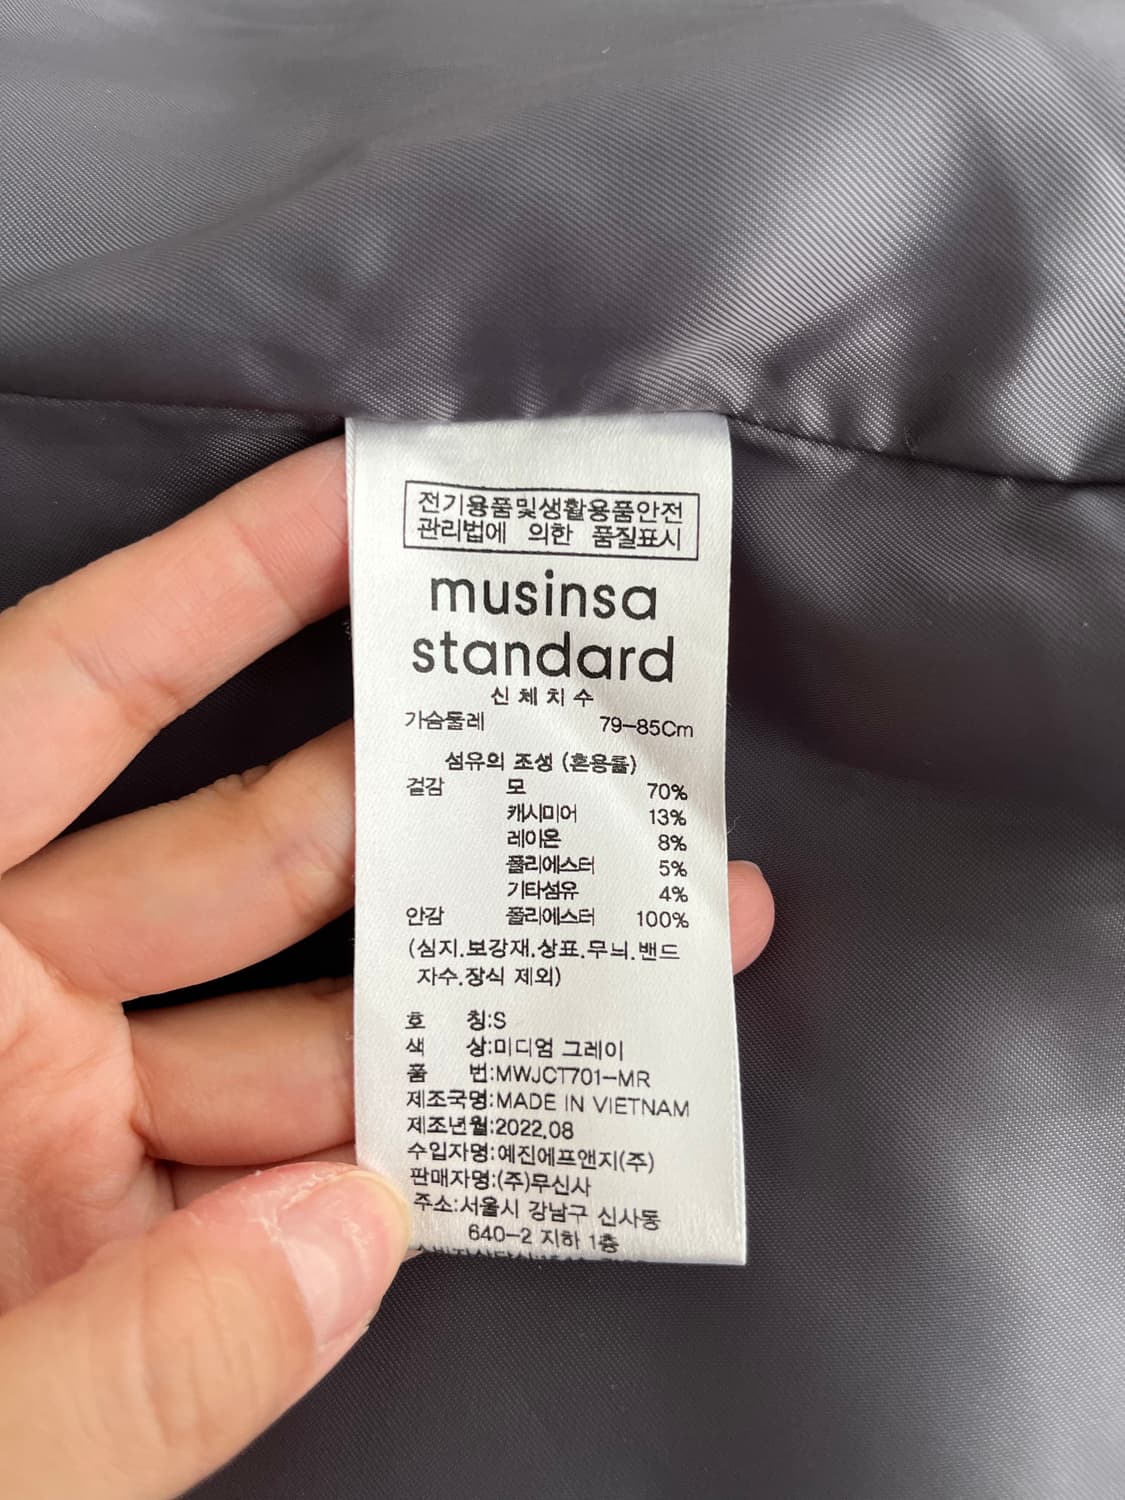 전기용품및생활용품안전
관리법에 의한 품질표시
musinsa
standard
신체치수
가슴둘레 79-85Cm
섬유의 조성 (혼용률)
겉감 모 70%
캐시미어 13%
레이온 8%
폴리에스터 5%
기타섬유 4%
안감 폴리에스터 100%
(심지.보강재.상표.무늬.밴드
자수.장식 제외)
호 칭:S
색 상:미디엄 그레이
품 번:MWJCT701-MR
제조국명:MADE IN VIETNAM
제조년월:2022.08
수입자명:예진에프앤지(주)
판매자명:(주)무신사
주소:서울시 강남구 신사동
640-2 지하 1층